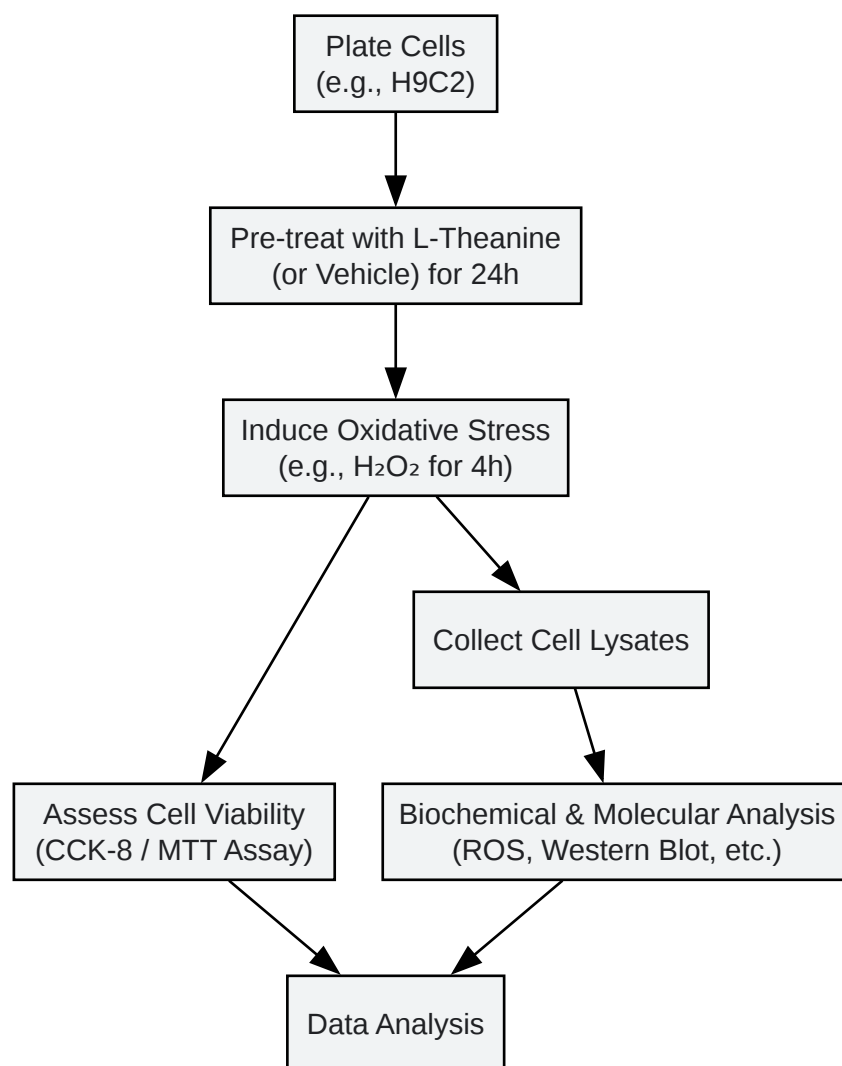 Plate Cells
(e.g., H9C2)
Pre-treat with L-Theanine
(or Vehicle) for 24h
Induce Oxidative Stress
(e.g., H₂O₂ for 4h)
Collect Cell Lysates
Assess Cell Viability
(CCK-8 / MTT Assay)
Biochemical & Molecular Analysis
(ROS, Western Blot, etc.)
Data Analysis